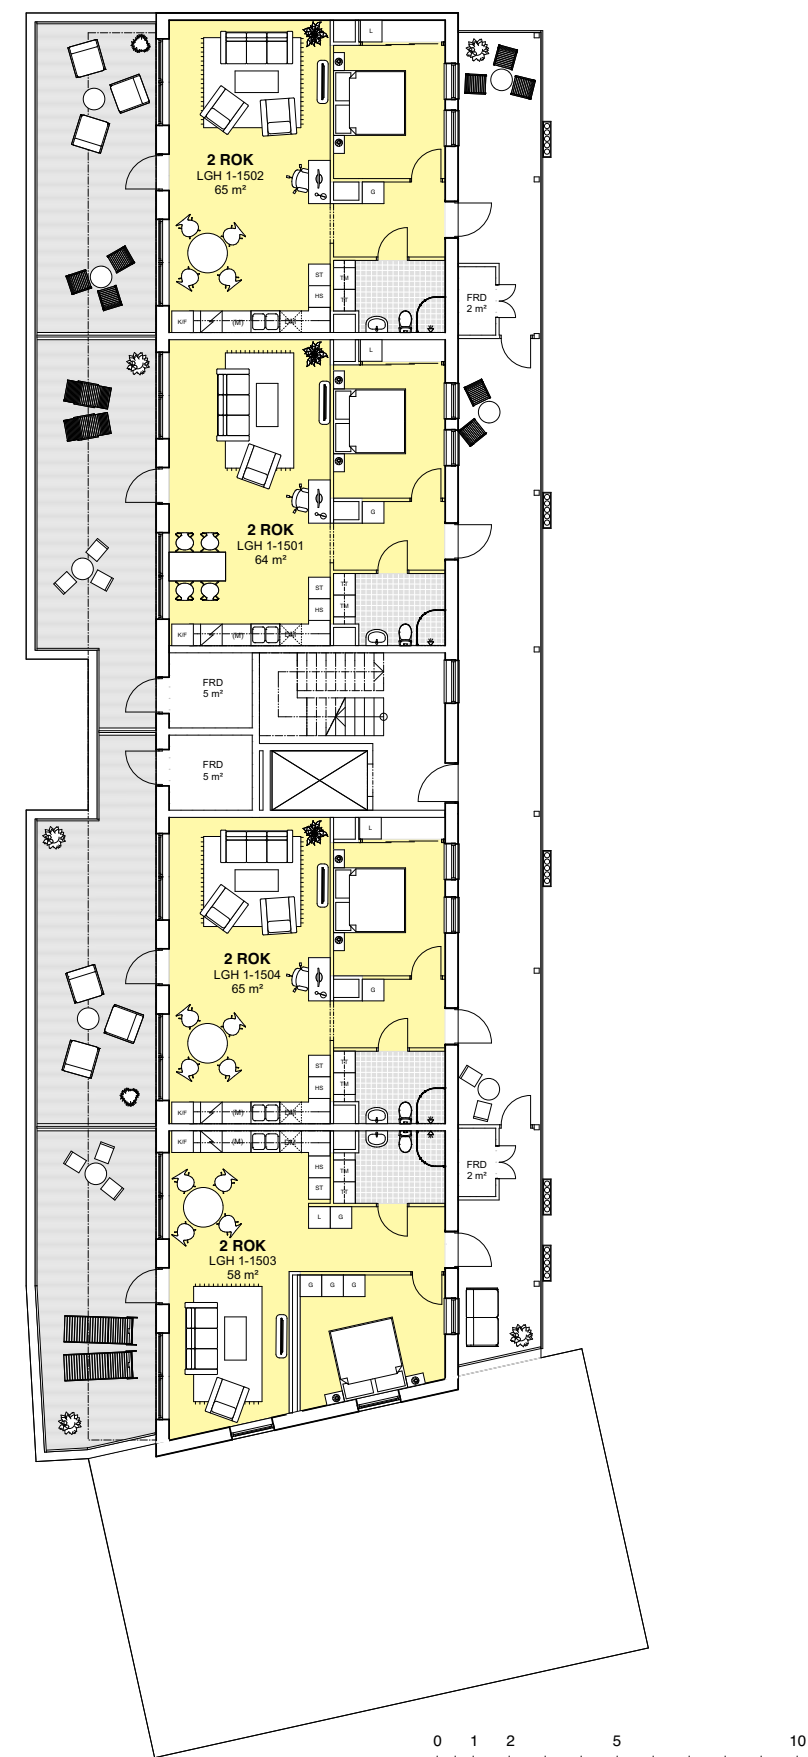 L
2 ROK
LGH 1-1502
65 m²
G
ST
HS
TM
TT
FRD
2 m²
K/F
(M)
DM
L
2 ROK
LGH 1-1501
64 m²
G
ST
HS
TT
TM
K/F
(M)
DM
FRD
5 m²
FRD
5 m²
L
2 ROK
LGH 1-1504
65 m²
G
ST
HS
TT
TM
K/F
(M)
DM
K/F
(M)
DM
HS
ST
TM
TT
FRD
2 m²
L G
2 ROK
LGH 1-1503
58 m²
G G G
0 1 2 5 10